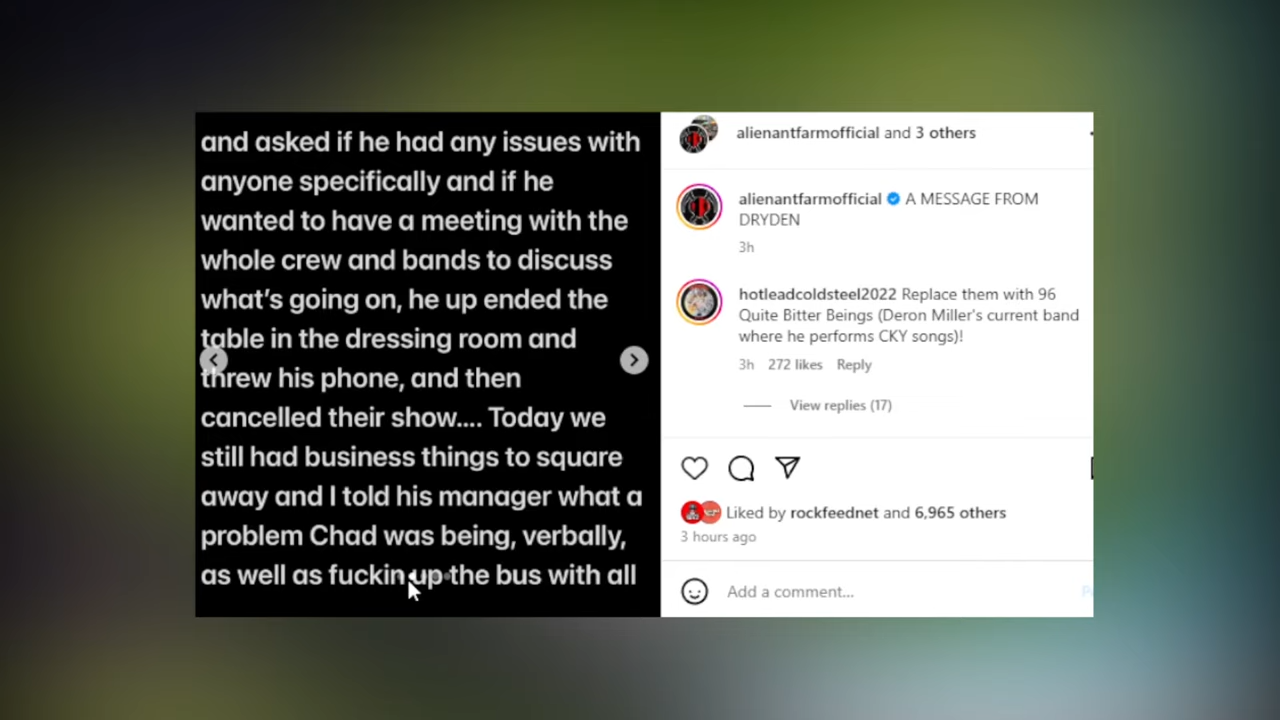 and asked if he had any issues with
anyone specifically and if he
wanted to have a meeting with the
whole crew and bands to discuss
what's going on, he up ended the
table in the dressing room and
threw his phone, and then
cancelled their show.... Today we
still had business things to square
away and I told his manager what a
problem Chad was being, verbally,
as well as fuckin up the bus with all
alienantfarmofficial and 3 others
alienantfarmofficial A MESSAGE FROM
DRYDEN
3h
hotleadcoldsteel2022 Replace them with 96
Quite Bitter Beings (Deron Miller's current band
where he performs CKY songs)!
3h 272 likes Reply
View replies (17)
Liked by rockfeednet and 6,965 others
3 hours ago
Add a comment...